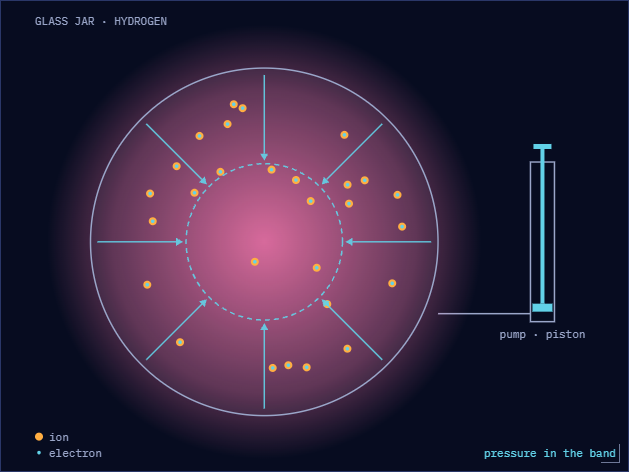 GLASS JAR · HYDROGEN
pump · piston
ion
electron
pressure in the band